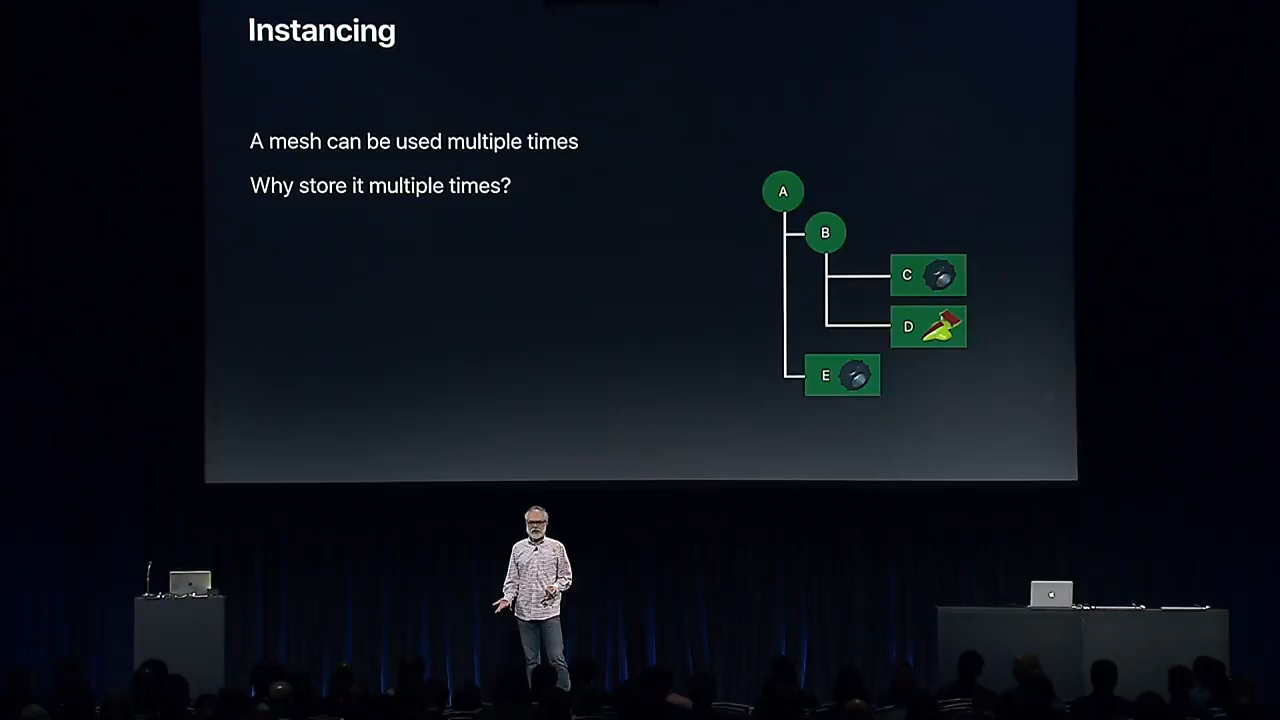 Instancing
A mesh can be used multiple times
Why store it multiple times?
A
B
C
D
E